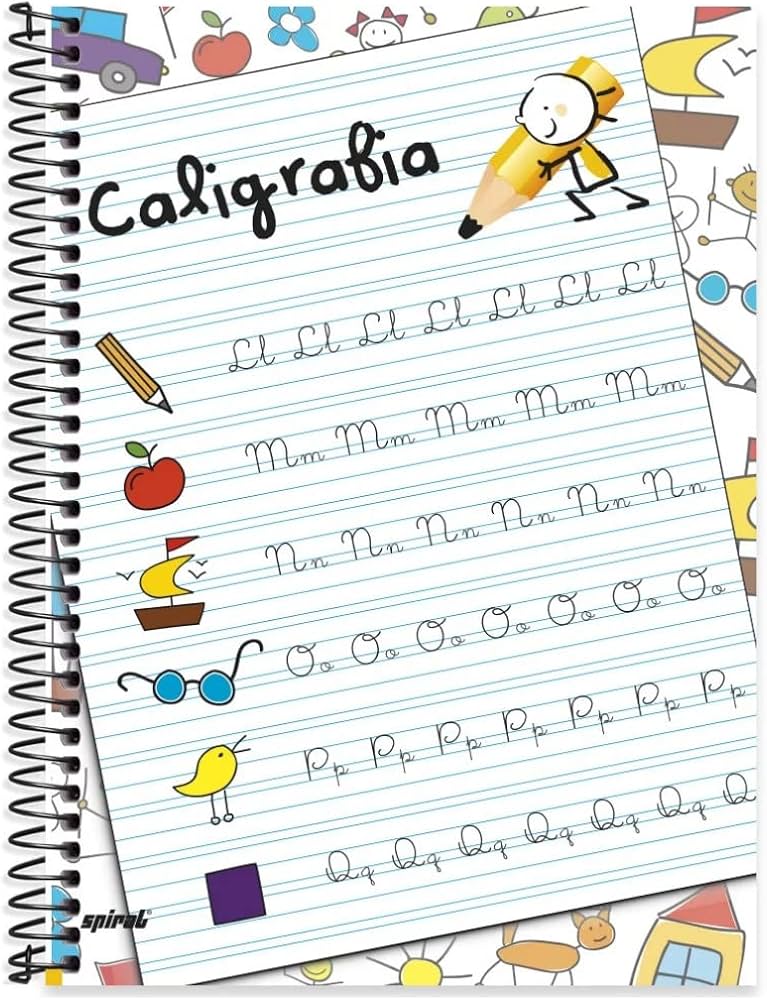 Caligrafia
Ll Ll Ll Ll Ll Ll Ll
Mm Mm Mm Mm Mm
Nn Nn Nn Nn Nn Nn
Oo Oo Oo Oo Oo Oo Oo
Pp Pp Pp Pp Pp Pp Pp
Qq Qq Qq Qq Qq Qq Q
spiral